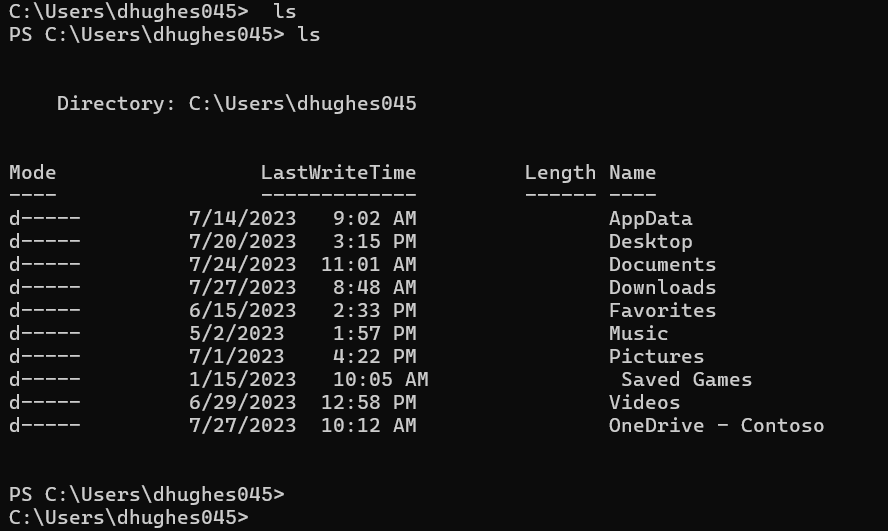 C:\Users\dhughes045>  ls
PS C:\Users\dhughes045> ls
    Directory: C:\Users\dhughes045
Mode                 LastWriteTime         Length Name
----                 -------------         ------ ----
d-----         7/14/2023   9:02 AM                AppData
d-----         7/20/2023   3:15 PM                Desktop
d-----         7/24/2023  11:01 AM                Documents
d-----         7/27/2023   8:48 AM                Downloads
d-----         6/15/2023   2:33 PM                Favorites
d-----         5/2/2023    1:57 PM                Music
d-----         7/1/2023    4:22 PM                Pictures
d-----         1/15/2023   10:05 AM                Saved Games
d-----         6/29/2023  12:58 PM                Videos
d-----         7/27/2023  10:12 AM                OneDrive - Contoso
PS C:\Users\dhughes045>
C:\Users\dhughes045>